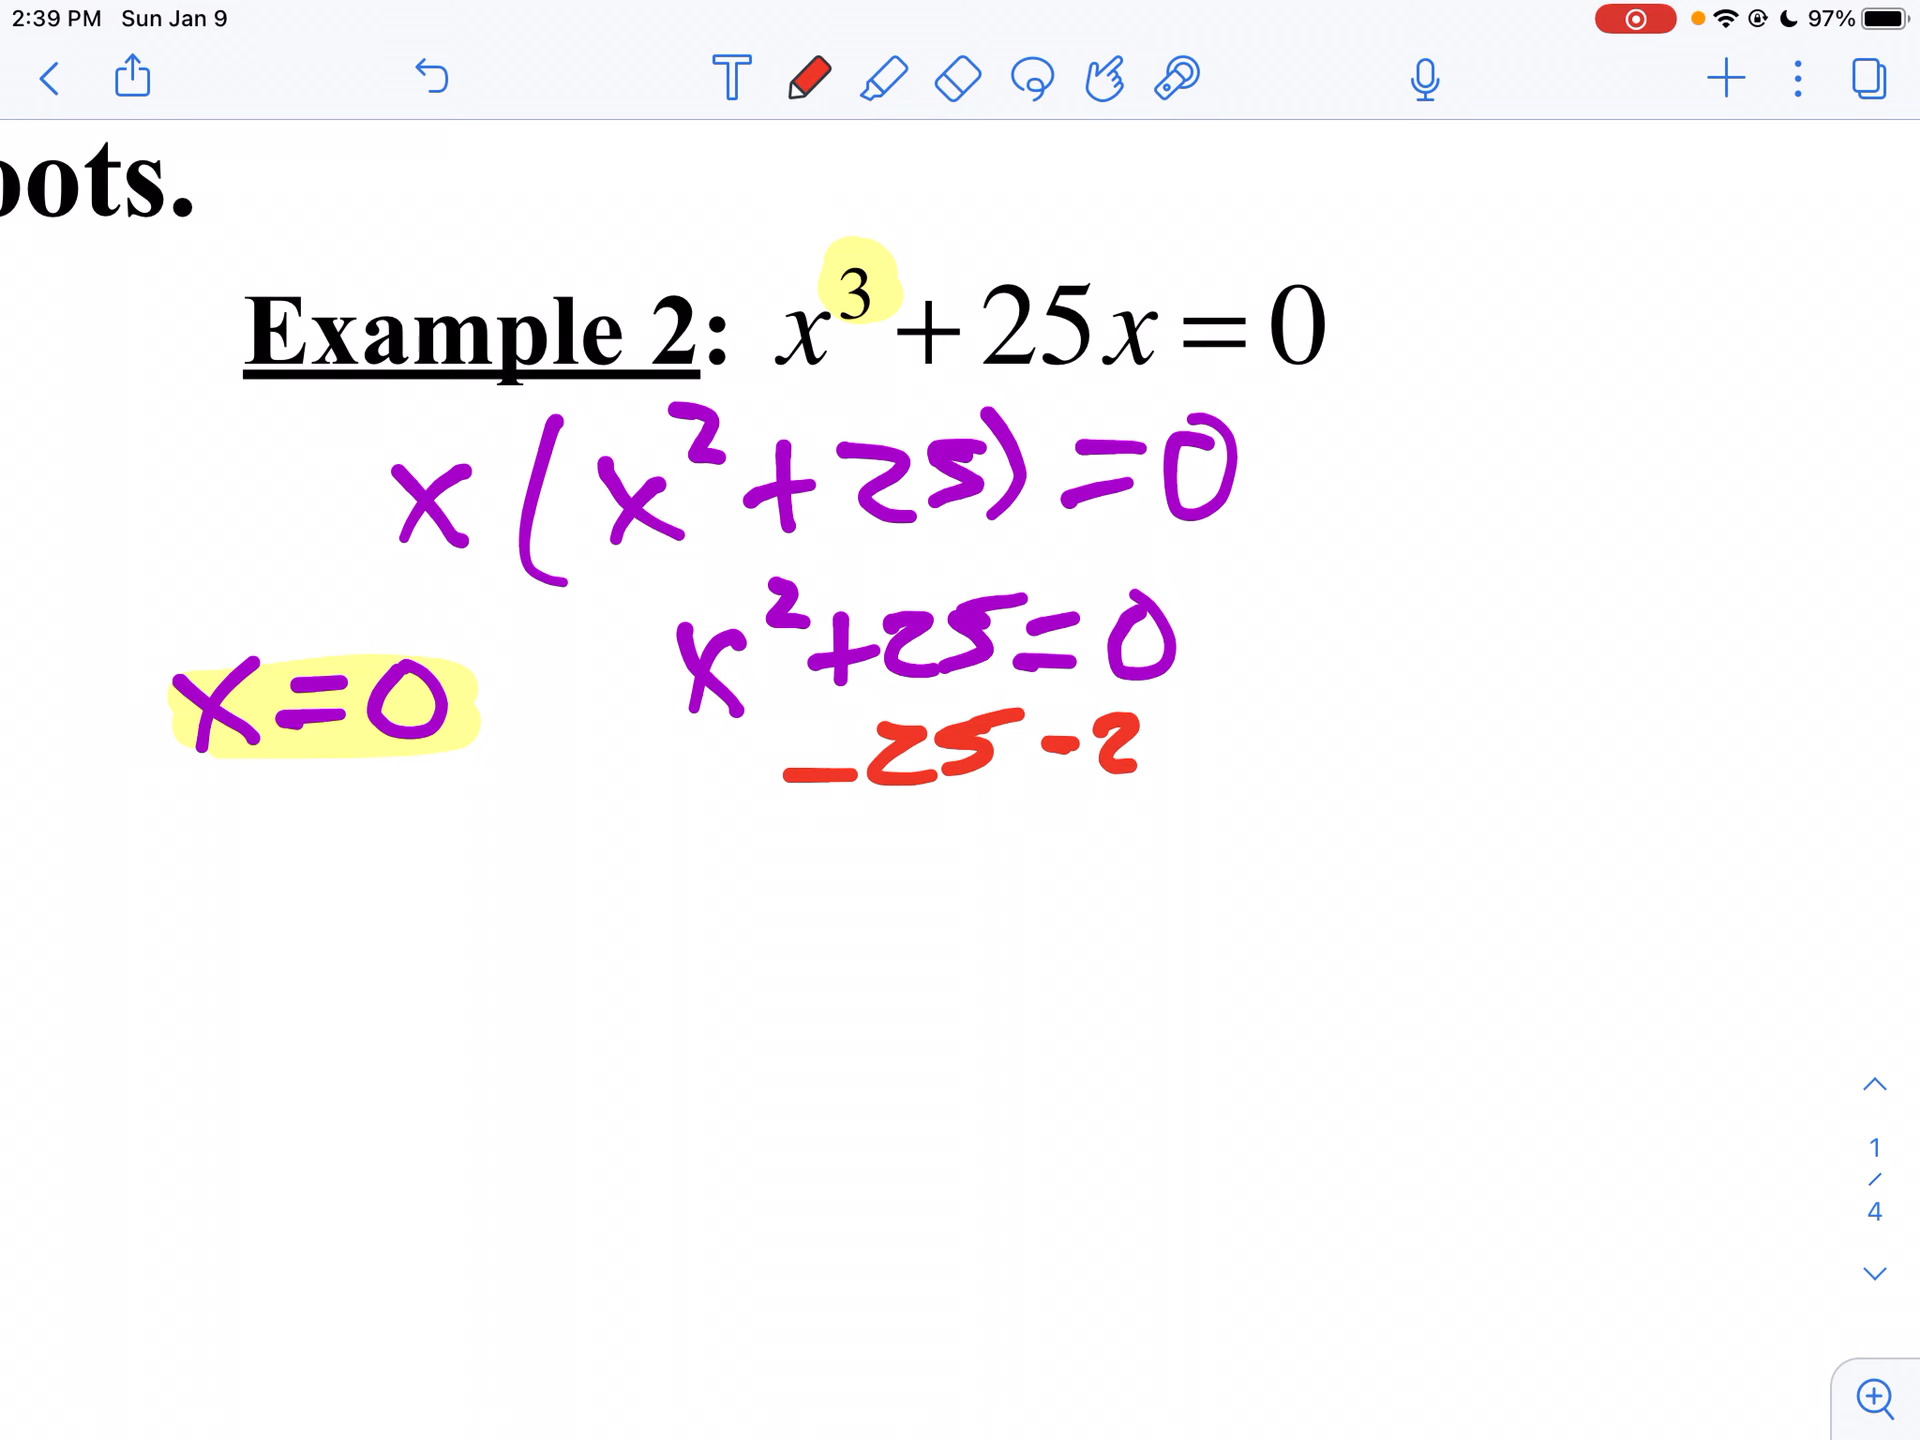 2:39 PM Sun Jan 9 97%
oots.
Example 2: x³ + 25x = 0
x (x² + 25) = 0
x² + 25 = 0
x = 0
– 25 - 2
1
/
4